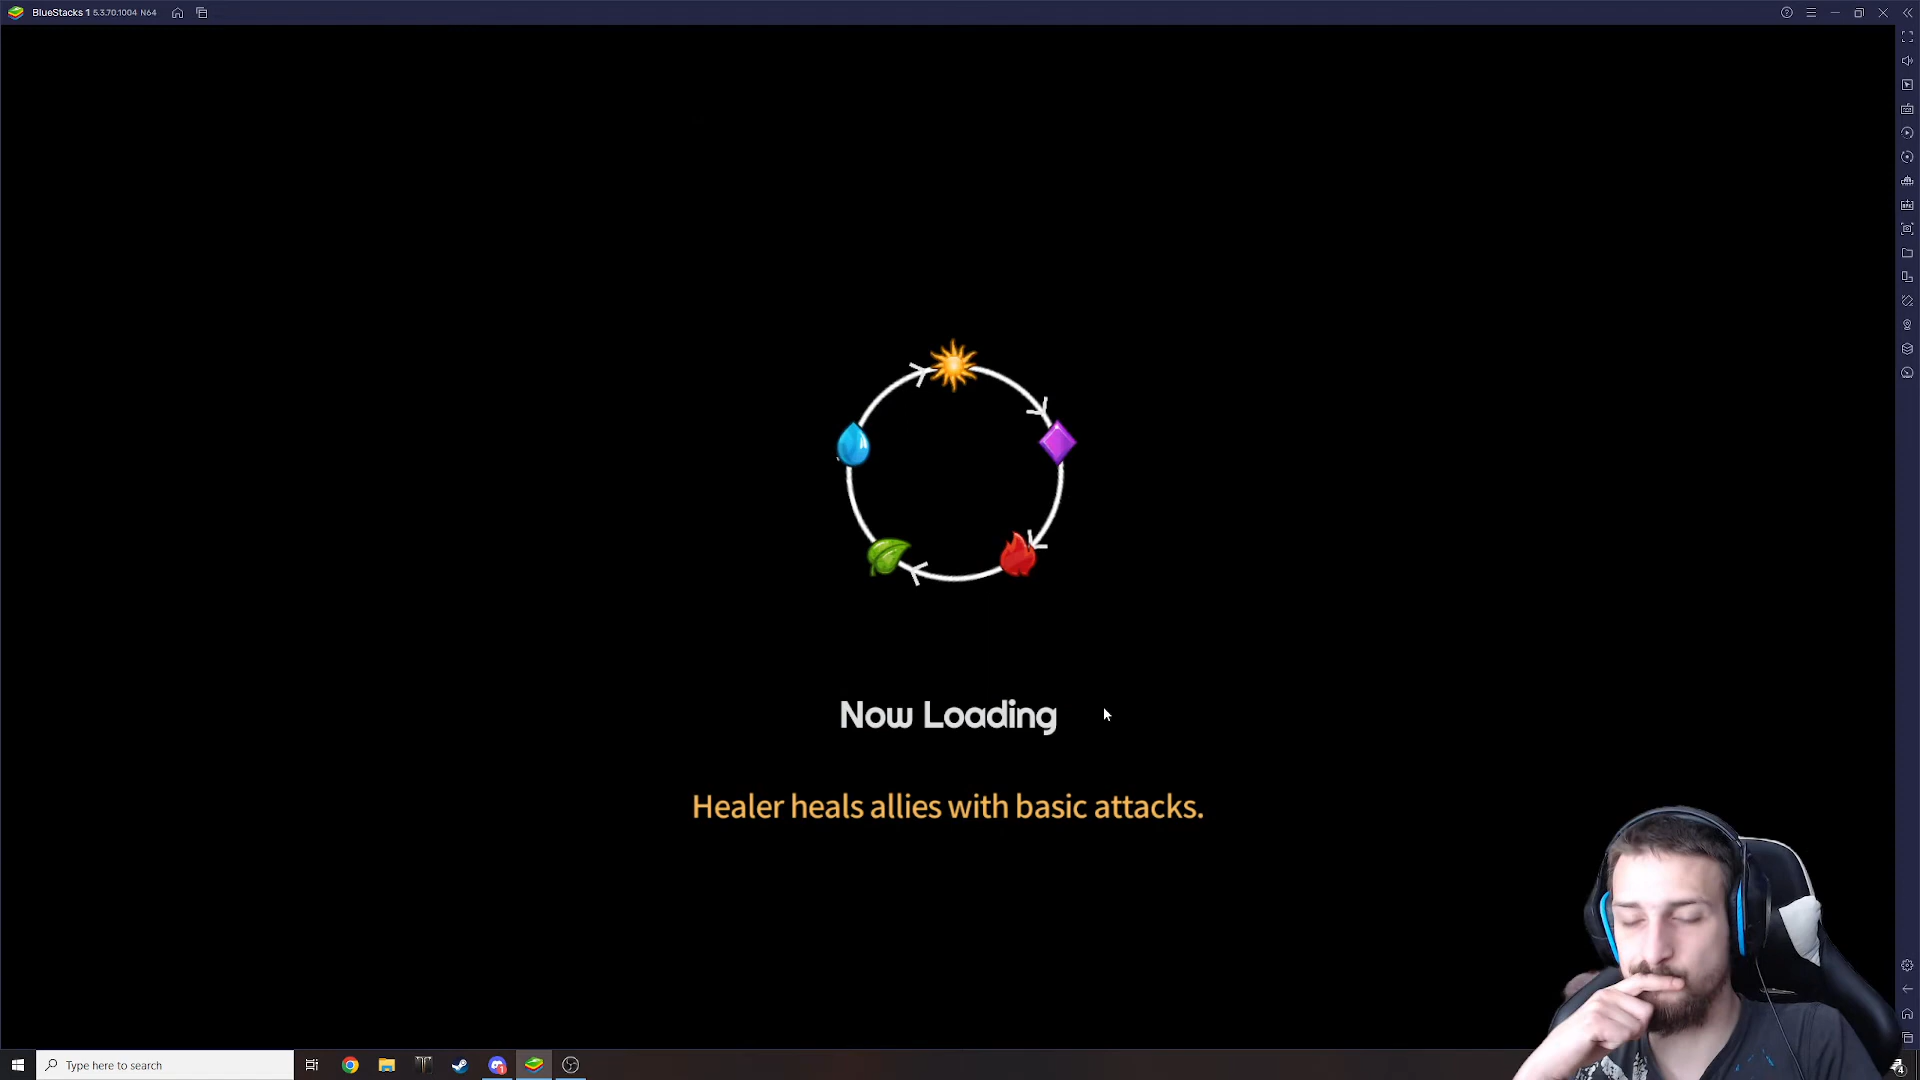 BlueStacks 1 5.3.70.1004 N64
Now Loading
Healer heals allies with basic attacks.
Type here to search
4